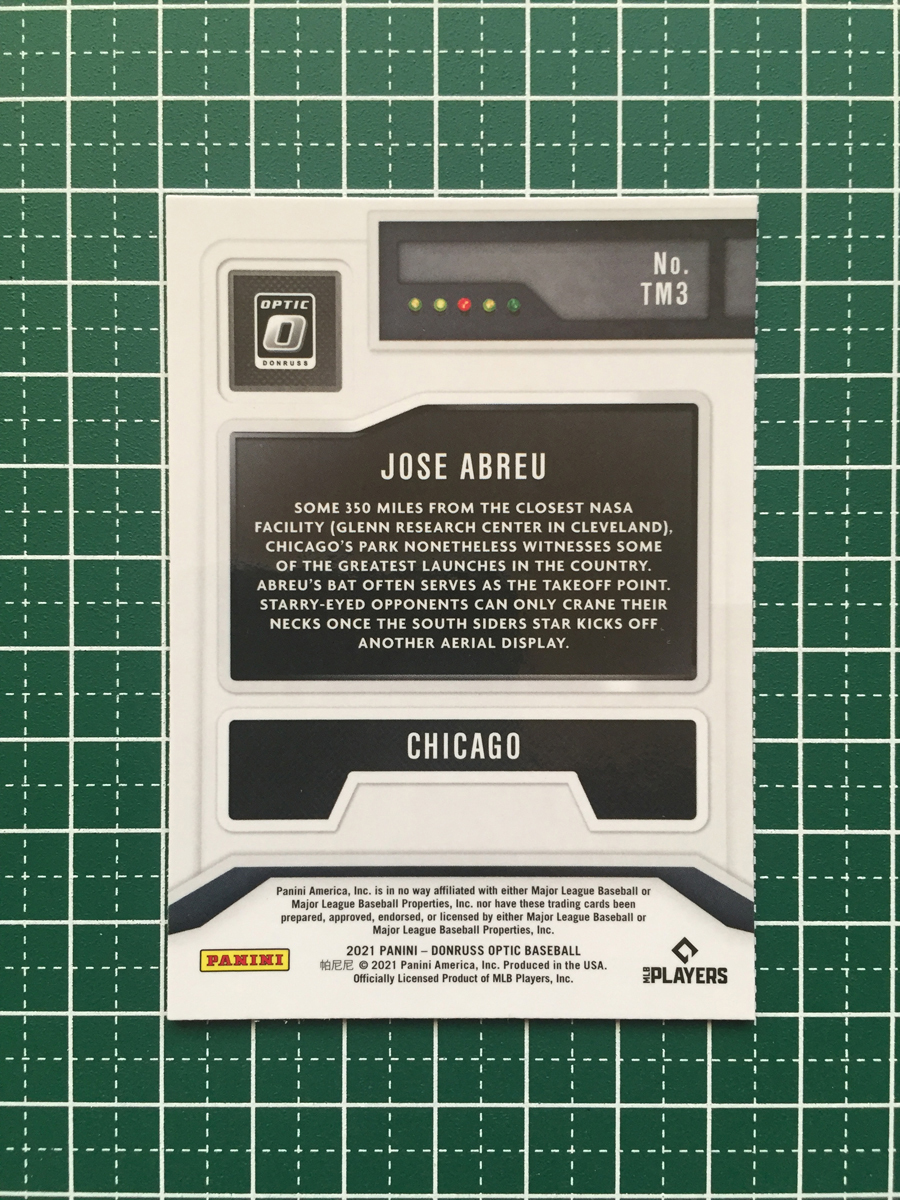 No.
TM3
OPTIC
O
DONRUSS
JOSE ABREU
SOME 350 MILES FROM THE CLOSEST NASA
FACILITY (GLENN RESEARCH CENTER IN CLEVELAND),
CHICAGO'S PARK NONETHELESS WITNESSES SOME
OF THE GREATEST LAUNCHES IN THE COUNTRY.
ABREU'S BAT OFTEN SERVES AS THE TAKEOFF POINT.
STARRY-EYED OPPONENTS CAN ONLY CRANE THEIR
NECKS ONCE THE SOUTH SIDERS STAR KICKS OFF
ANOTHER AERIAL DISPLAY.
CHICAGO
Panini America, Inc. is in no way affiliated with either Major League Baseball or
Major League Baseball Properties, Inc. nor have these trading cards been
prepared, approved, endorsed, or licensed by either Major League Baseball or
Major League Baseball Properties, Inc.
PANINI
2021 PANINI – DONRUSS OPTIC BASEBALL
帕尼尼 © 2021 Panini America, Inc. Produced in the USA.
Officially Licensed Product of MLB Players, Inc.
MLB PLAYERS